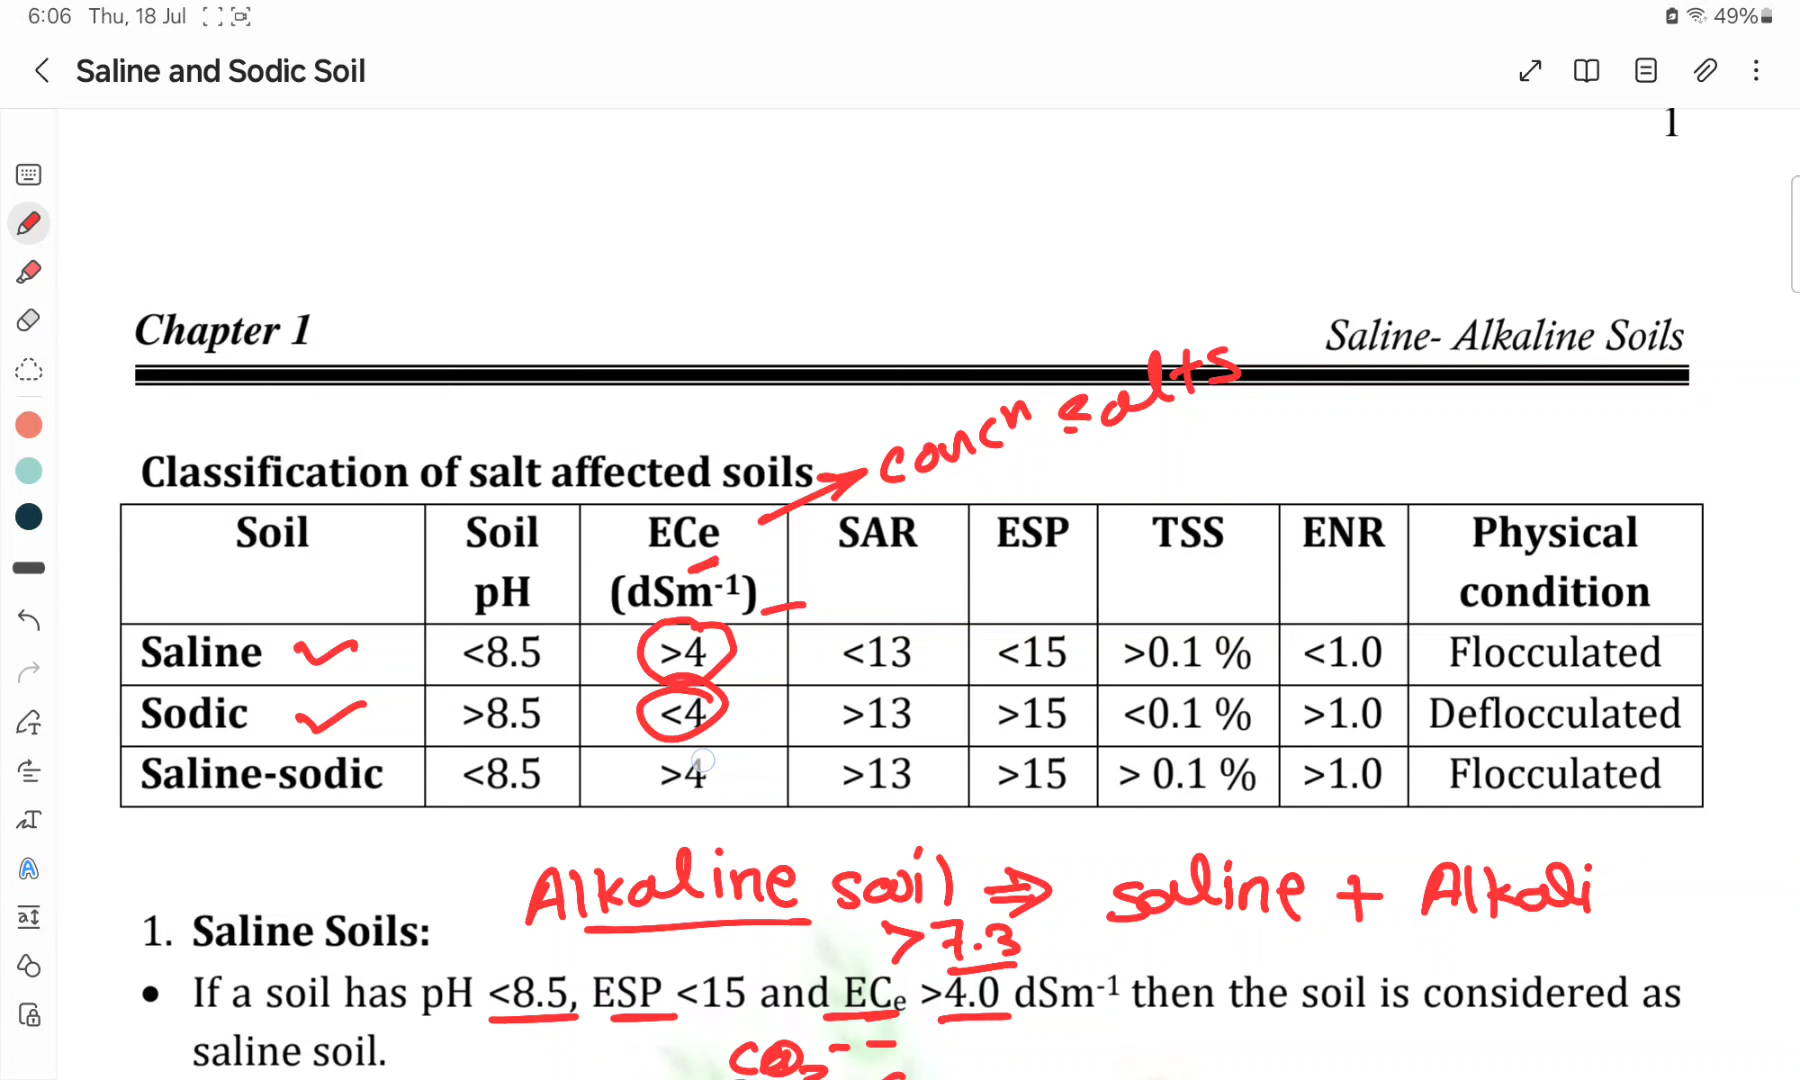 6:06 Thu, 18 Jul 49%
Saline and Sodic Soil
1
Chapter 1 Saline- Alkaline Soils
concn salts
Classification of salt affected soils
Soil Soil pH ECe (dSm-1) SAR ESP TSS ENR Physical condition
Saline <8.5 >4 <13 <15 >0.1 % <1.0 Flocculated
Sodic >8.5 <4 >13 >15 <0.1 % >1.0 Deflocculated
Saline-sodic <8.5 >4 >13 >15 > 0.1 % >1.0 Flocculated
Alkaline soil ⇒ saline + Alkali
>7.3
1. Saline Soils:
• If a soil has pH <8.5, ESP <15 and ECe >4.0 dSm-1 then the soil is considered as
saline soil.
CO3--